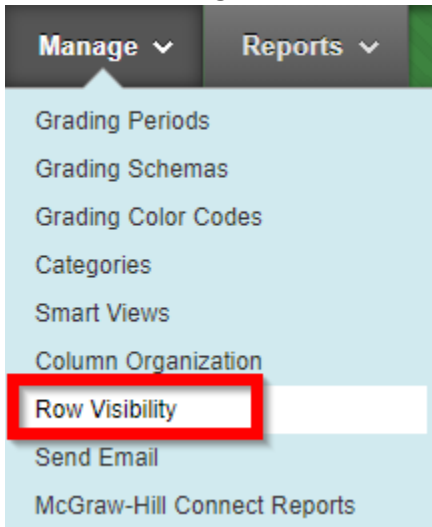 Manage Reports
Grading Periods
Grading Schemas
Grading Color Codes
Categories
Smart Views
Column Organization
Row Visibility
Send Email
McGraw-Hill Connect Reports